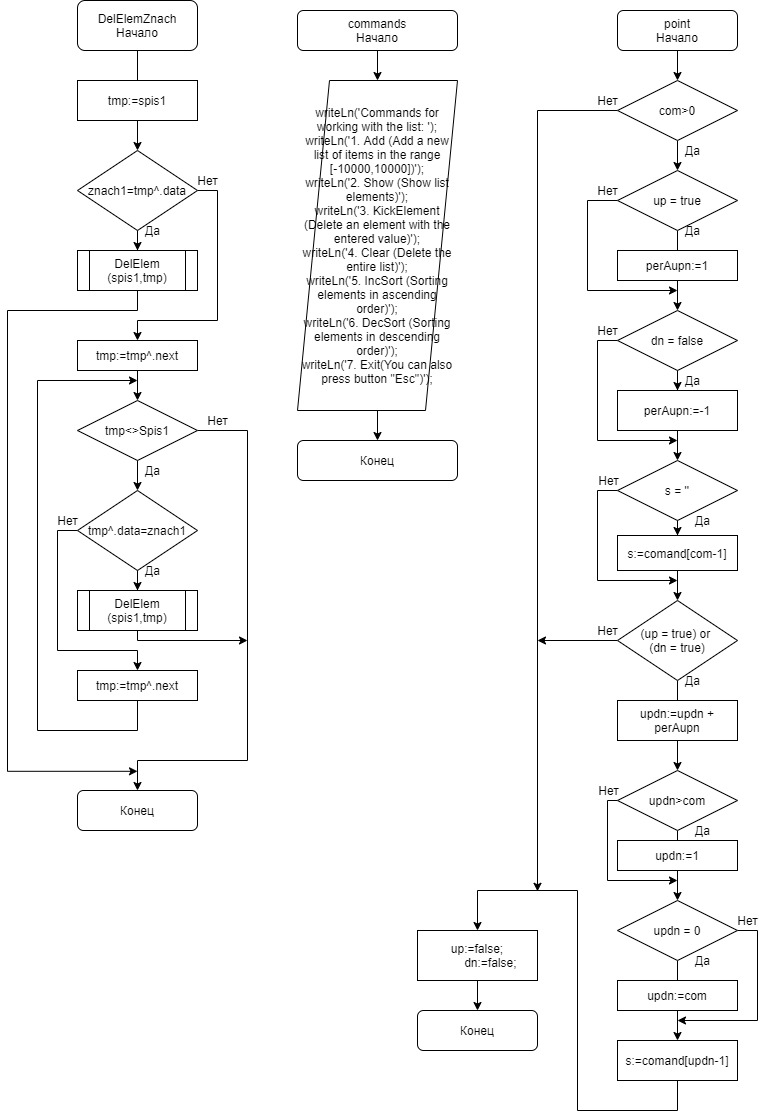 DelElemZnach
Начало
tmp:=spis1
znach1=tmp^.data
Нет
Да
DelElem
(spis1,tmp)
tmp:=tmp^.next
tmp<>Spis1
Нет
Да
Нет
tmp^.data=znach1
Да
DelElem
(spis1,tmp)
tmp:=tmp^.next
Конец
commands
Начало
writeLn('Commands for
working with the list: ');
writeLn('1. Add (Add a new
list of items in the range
[-10000,10000])');
writeLn('2. Show (Show list
elements)');
writeLn('3. KickElement
(Delete an element with the
entered value)');
writeLn('4. Clear (Delete the
entire list)');
writeLn('5. IncSort (Sorting
elements in ascending
order)');
writeLn('6. DecSort (Sorting
elements in descending
order)');
writeLn('7. Exit(You can also
press button "Esc")');
Конец
point
Начало
Нет
com>0
Да
Нет
up = true
Да
perAupn:=1
Нет
dn = false
Да
perAupn:=-1
Нет
s = ''
Да
s:=comand[com-1]
Нет
(up = true) or
(dn = true)
Да
updn:=updn +
perAupn
Нет
updn>com
Да
updn:=1
updn = 0
Нет
Да
updn:=com
s:=comand[updn-1]
up:=false;
dn:=false;
Конец